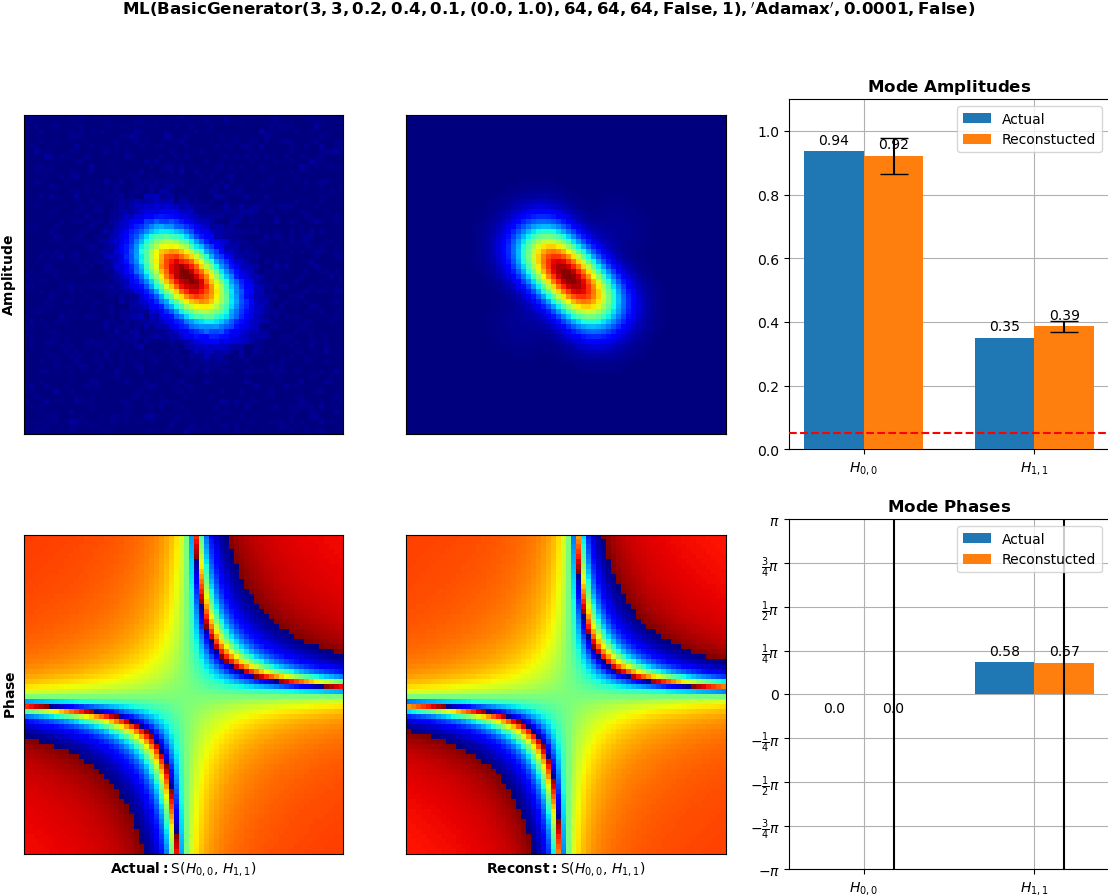 ML(BasicGenerator(3, 3, 0.2, 0.4, 0.1, (0.0, 1.0), 64, 64, 64, False, 1), ′Adamax′, 0.0001, False)
Amplitude
Mode Amplitudes
Actual
Reconstucted
0.94
0.92
0.35
0.39
1.0
0.8
0.6
0.4
0.2
0.0
H0,0
H1,1
Phase
Actual: S(H0,0, H1,1)
Reconst: S(H0,0, H1,1)
Mode Phases
Actual
Reconstucted
0.0
0.0
0.58
0.57
π
3/4π
1/2π
1/4π
0
−1/4π
−1/2π
−3/4π
−π
H0,0
H1,1